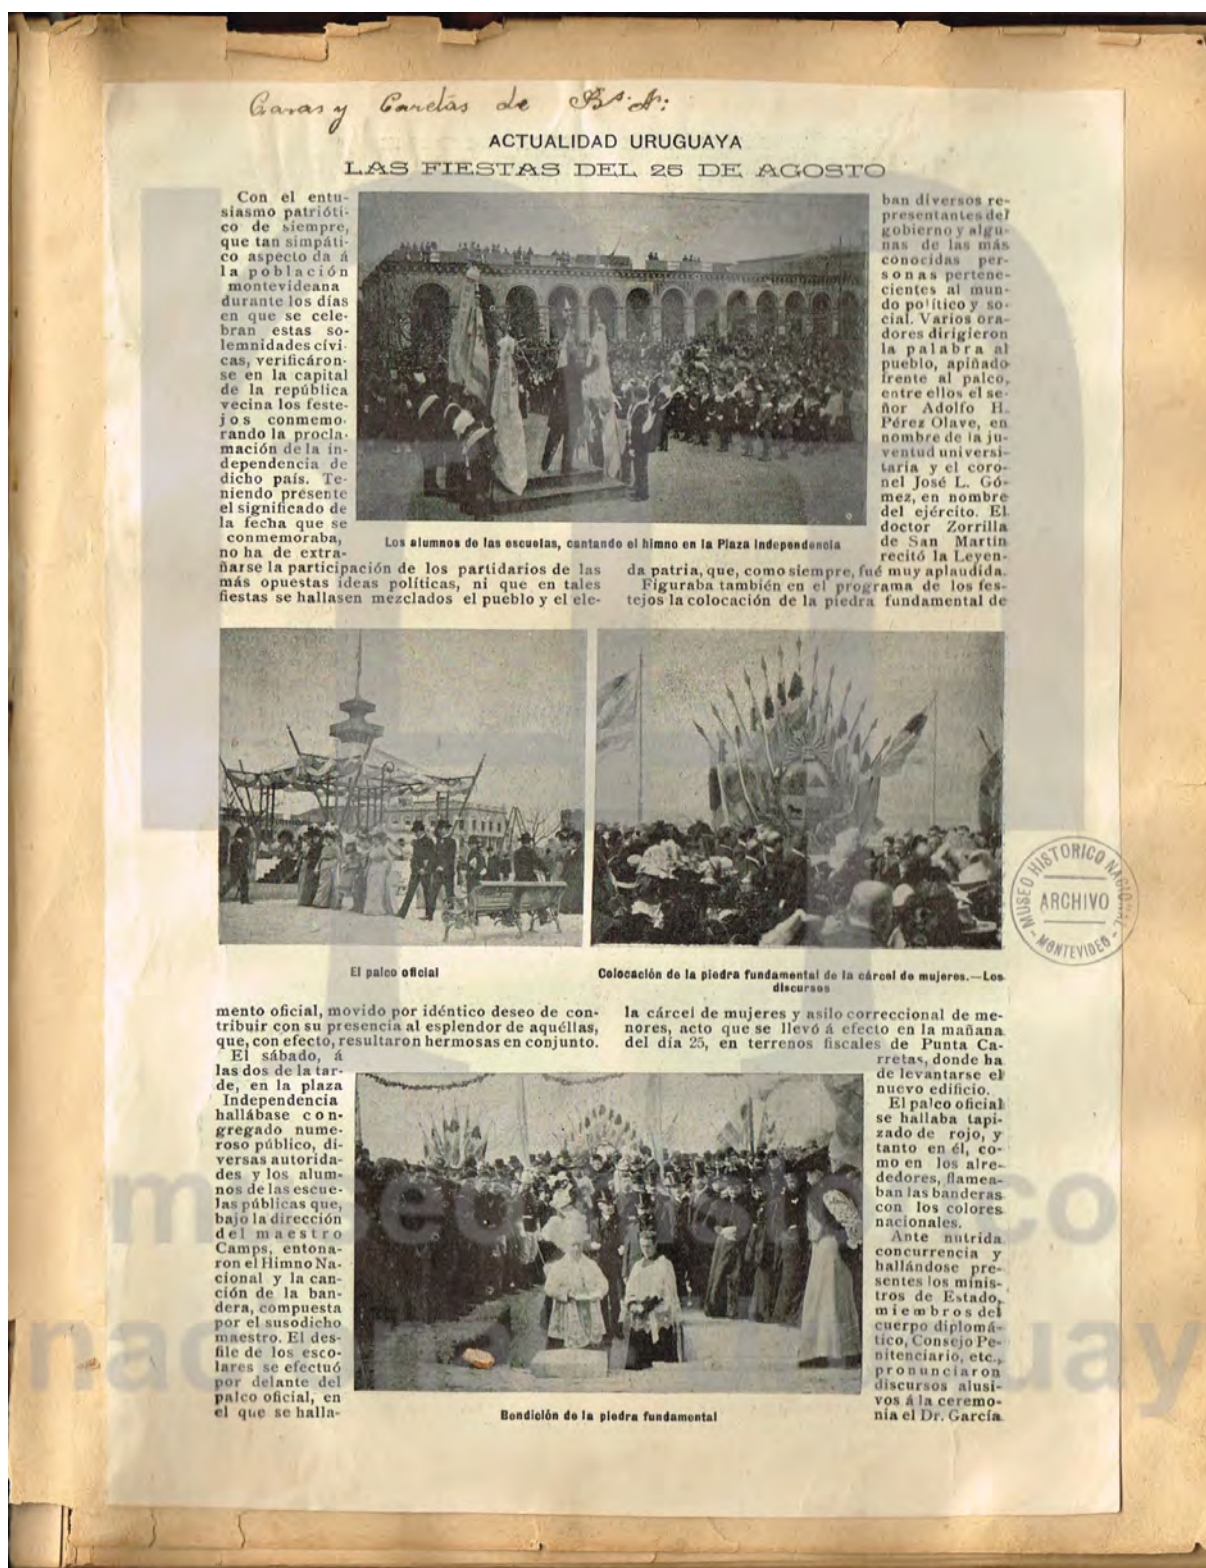 Caras y Caretas de Bs. As:
ACTUALIDAD URUGUAYA
LAS FIESTAS DEL 25 DE AGOSTO
Con el entu-
siasmo patrióti-
co de siempre,
que tan simpáti-
co aspecto da á
la población
montevideana
durante los días
en que se cele-
bran estas so-
lemnidades cívi-
cas, verificáron-
se en la capital
de la república
vecina los feste-
jos conmemo-
rando la procla-
mación de la in-
dependencia de
dicho país. Te-
niendo presente
el significado de
la fecha que se
conmemoraba,
no ha de extra-
ñarse la participación de los partidarios de las
más opuestas ideas políticas, ni que en tales
fiestas se hallasen mezclados el pueblo y el ele-
Los alumnos de las escuelas, cantando el himno en la Plaza Independencia
El palco oficial
mento oficial, movido por idéntico deseo de con-
tribuir con su presencia al esplendor de aquéllas,
que, con efecto, resultaron hermosas en conjunto.
El sábado, á
las dos de la tar-
de, en la plaza
Independencia
hallábase con-
gregado nume-
roso público, di-
versas autorida-
des y los alum-
nos de las escue-
las públicas que,
bajo la dirección
del maestro
Camps, entona-
ron el Himno Na-
cional y la can-
ción de la ban-
dera, compuesta
por el susodicho
maestro. El des-
file de los esco-
lares se efectuó
por delante del
palco oficial, en
el que se halla-
ban diversos re-
presentantes del
gobierno y algu-
nas de las más
conocidas per-
sonas pertene-
cientes al mun-
do político y so-
cial. Varios ora-
dores dirigieron
la palabra al
pueblo, apiñado
frente al palco,
entre ellos el se-
ñor Adolfo H.
Pérez Olave, en
nombre de la ju-
ventud universi-
taria y el coro-
nel José L. Gó-
mez, en nombre
del ejército. El
doctor Zorrilla
de San Martín
recitó la Leyen-
da patria, que, como siempre, fué muy aplaudida.
Figuraba también en el programa de los fes-
tejos la colocación de la piedra fundamental de
Colocación de la piedra fundamental de la cárcel de mujeres.—Los
discursos
la cárcel de mujeres y asilo correccional de me-
nores, acto que se llevó á efecto en la mañana
del día 25, en terrenos fiscales de Punta Ca-
rretas, donde ha
de levantarse el
nuevo edificio.
El palco oficial
se hallaba tapi-
zado de rojo, y
tanto en él, co-
mo en los alre-
dedores, flamea-
ban las banderas
con los colores
nacionales.
Ante nutrida
concurrencia y
hallándose pre-
sentes los minis-
tros de Estado,
miembros del
cuerpo diplomá-
tico, Consejo Pe-
nitenciario, etc.,
pronunciaron
discursos alusi-
vos á la ceremo-
nia el Dr. García
Bendición de la piedra fundamental
MUSEO HISTORICO NACIONAL
ARCHIVO
- MONTEVIDEO -